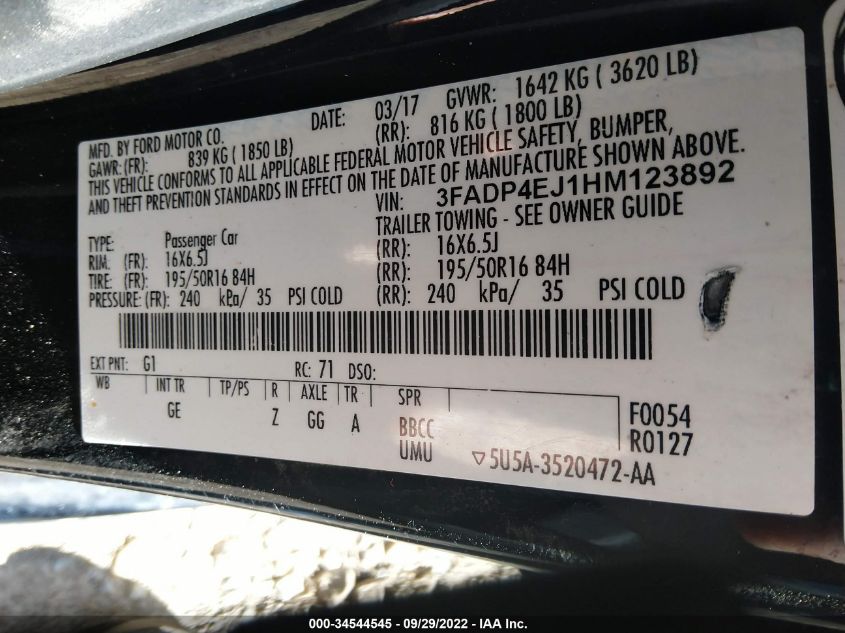 MFD. BY FORD MOTOR CO. DATE: 03/17 GVWR: 1642 KG ( 3620 LB)
GAWR: (FR): 839 KG ( 1850 LB) (RR): 816 KG ( 1800 LB)
THIS VEHICLE CONFORMS TO ALL APPLICABLE FEDERAL MOTOR VEHICLE SAFETY, BUMPER,
AND THEFT PREVENTION STANDARDS IN EFFECT ON THE DATE OF MANUFACTURE SHOWN ABOVE.
VIN: 3FADP4EJ1HM123892
TRAILER TOWING - SEE OWNER GUIDE
TYPE: Passenger Car
RIM: (FR): 16X6.5J (RR): 16X6.5J
TIRE: (FR): 195/50R16 84H (RR): 195/50R16 84H
PRESSURE: (FR): 240 kPa/ 35 PSI COLD (RR): 240 kPa/ 35 PSI COLD
EXT PNT: G1 RC: 71 DSO:
WB INT TR TP/PS R AXLE TR SPR
GE Z GG A BBCC F0054
UMU R0127
▽5U5A-3520472-AA
000-34544545 - 09/29/2022 - IAA Inc.